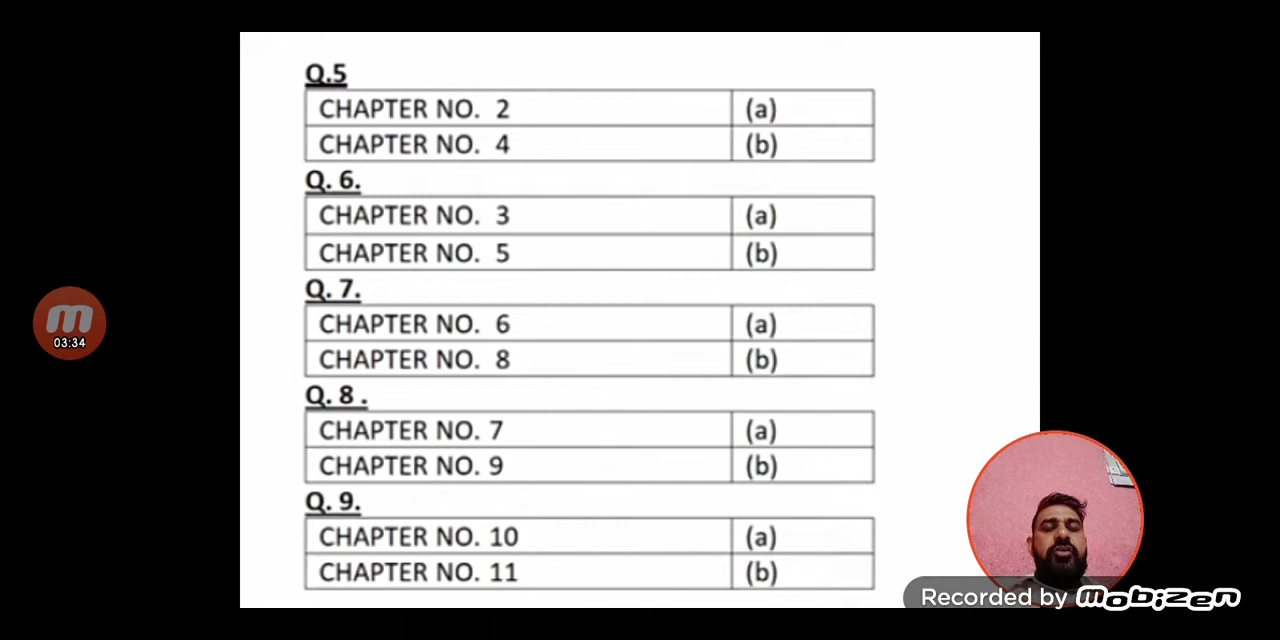 Q.5
CHAPTER NO. 2 (a)
CHAPTER NO. 4 (b)
Q. 6.
CHAPTER NO. 3 (a)
CHAPTER NO. 5 (b)
Q. 7.
CHAPTER NO. 6 (a)
CHAPTER NO. 8 (b)
Q. 8 .
CHAPTER NO. 7 (a)
CHAPTER NO. 9 (b)
Q. 9.
CHAPTER NO. 10 (a)
CHAPTER NO. 11 (b)
m
03:34
Recorded by mobizen